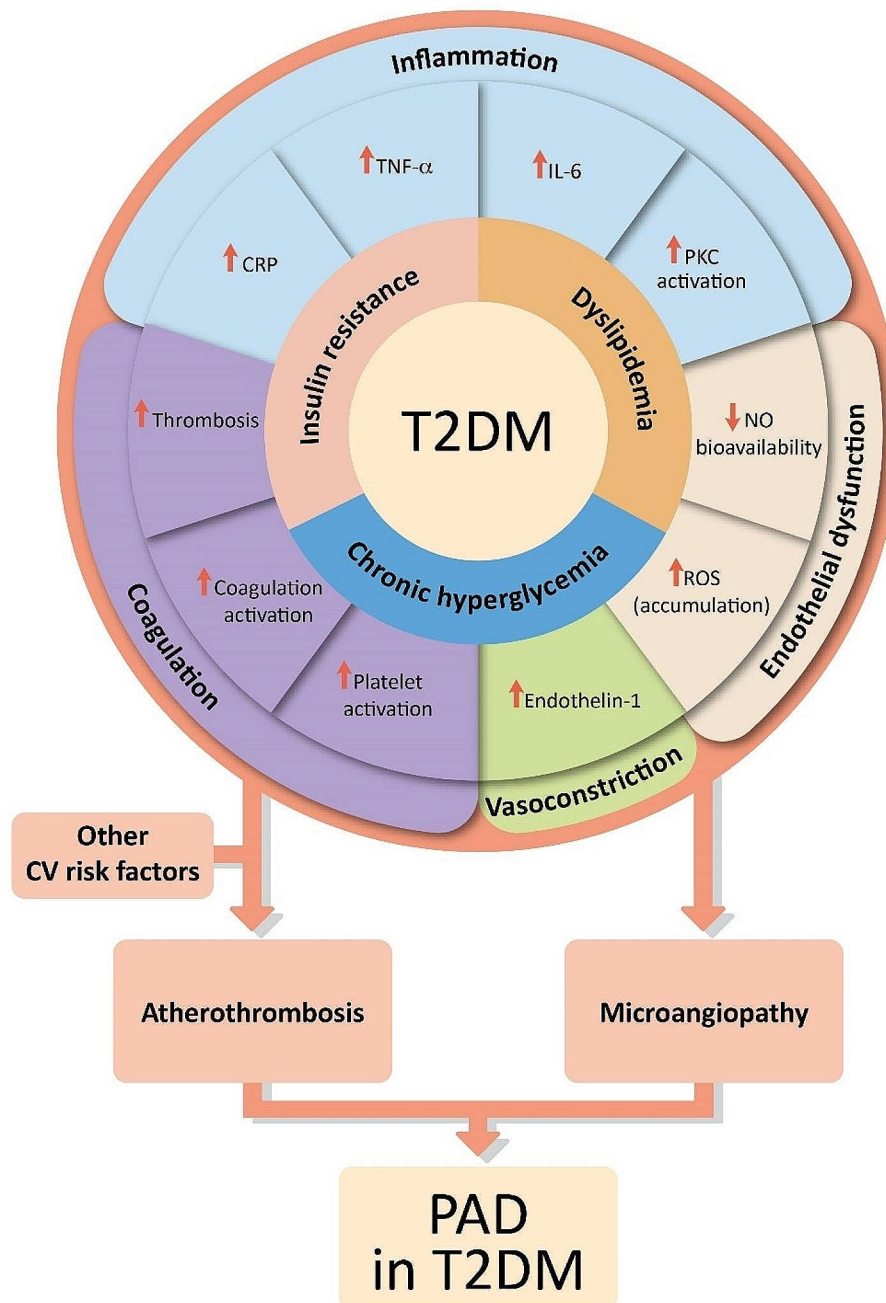 Inflammation
↑TNF-α
↑IL-6
↑CRP
↑PKC
activation
Insulin resistance
Dyslipidemia
T2DM
Chronic hyperglycemia
↑Thrombosis
↓NO
bioavailability
↑Coagulation
activation
↑ROS
(accumulation)
Endothelial dysfunction
Coagulation
↑Platelet
activation
↑Endothelin-1
Vasoconstriction
Other
CV risk factors
Atherothrombosis
Microangiopathy
PAD
in T2DM